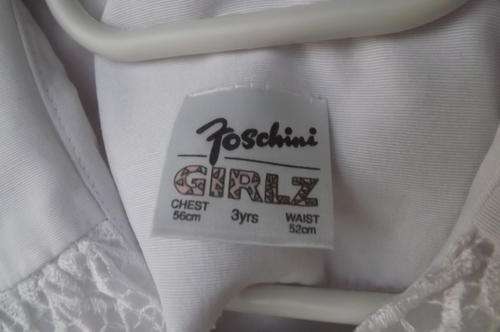 Foschini
GIRLZ
CHEST 3yrs WAIST
56cm 52cm